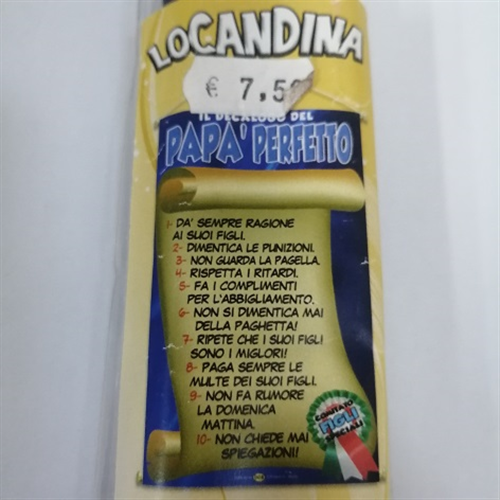 LOCANDINA
€ 7,5
IL DECALOGO DEL
PAPA' PERFETTO
1- DA' SEMPRE RAGIONE
AI SUOI FIGLI.
2- DIMENTICA LE PUNIZIONI.
3- NON GUARDA LA PAGELLA.
4- RISPETTA I RITARDI.
5- FA I COMPLIMENTI
PER L'ABBIGLIAMENTO.
6- NON SI DIMENTICA MAI
DELLA PAGHETTA!
7- RIPETE CHE I SUOI FIGLI
SONO I MIGLORI!
8- PAGA SEMPRE LE
MULTE DEI SUOI FIGLI.
9- NON FA RUMORE
LA DOMENICA
MATTINA.
10- NON CHIEDE MAI
SPIEGAZIONI!
COMITATO
FIGLI
SPECIALI